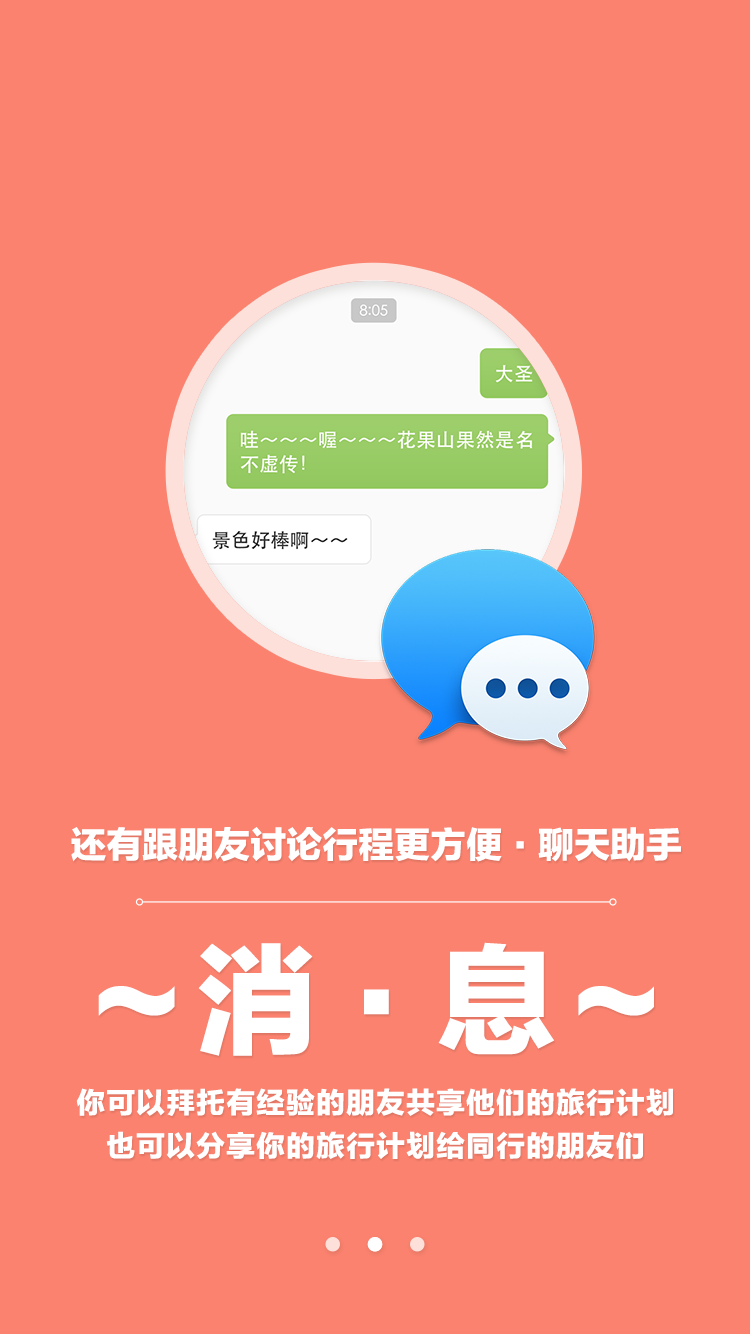 8:05
大圣
哇～～～喔～～～花果山果然是名
不虚传！
景色好棒啊～～
还有跟朋友讨论行程更方便·聊天助手
~消·息~
你可以拜托有经验的朋友共享他们的旅行计划
也可以分享你的旅行计划给同行的朋友们